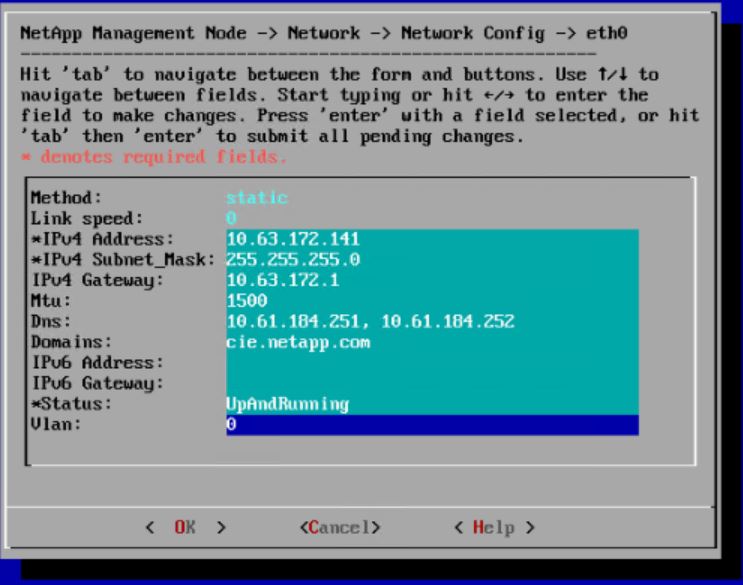 NetApp Management Node -> Network -> Network Config -> eth0
Hit 'tab' to navigate between the form and buttons. Use ↑/↓ to
navigate between fields. Start typing or hit ←/→ to enter the
field to make changes. Press 'enter' with a field selected, or hit
'tab' then 'enter' to submit all pending changes.
* denotes required fields.
Method: static
Link speed: 0
*IPv4 Address: 10.63.172.141
*IPv4 Subnet_Mask: 255.255.255.0
IPv4 Gateway: 10.63.172.1
Mtu: 1500
Dns: 10.61.184.251, 10.61.184.252
Domains: cie.netapp.com
IPv6 Address:
IPv6 Gateway:
*Status: UpAndRunning
Vlan: 0
< OK > <Cancel> < Help >